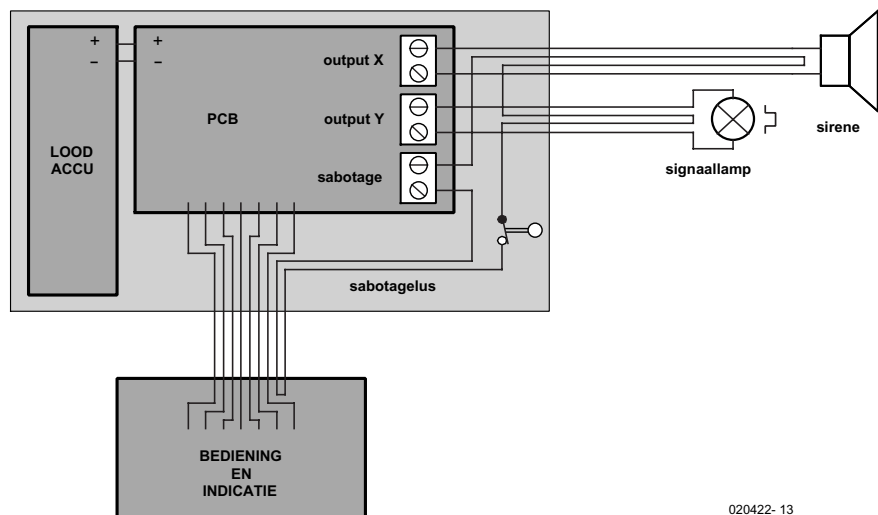 +
–
+
–
output X
output Y
PCB
sabotage
LOOD
ACCU
sirene
signaallamp
sabotagelus
BEDIENING
EN
INDICATIE
020422- 13